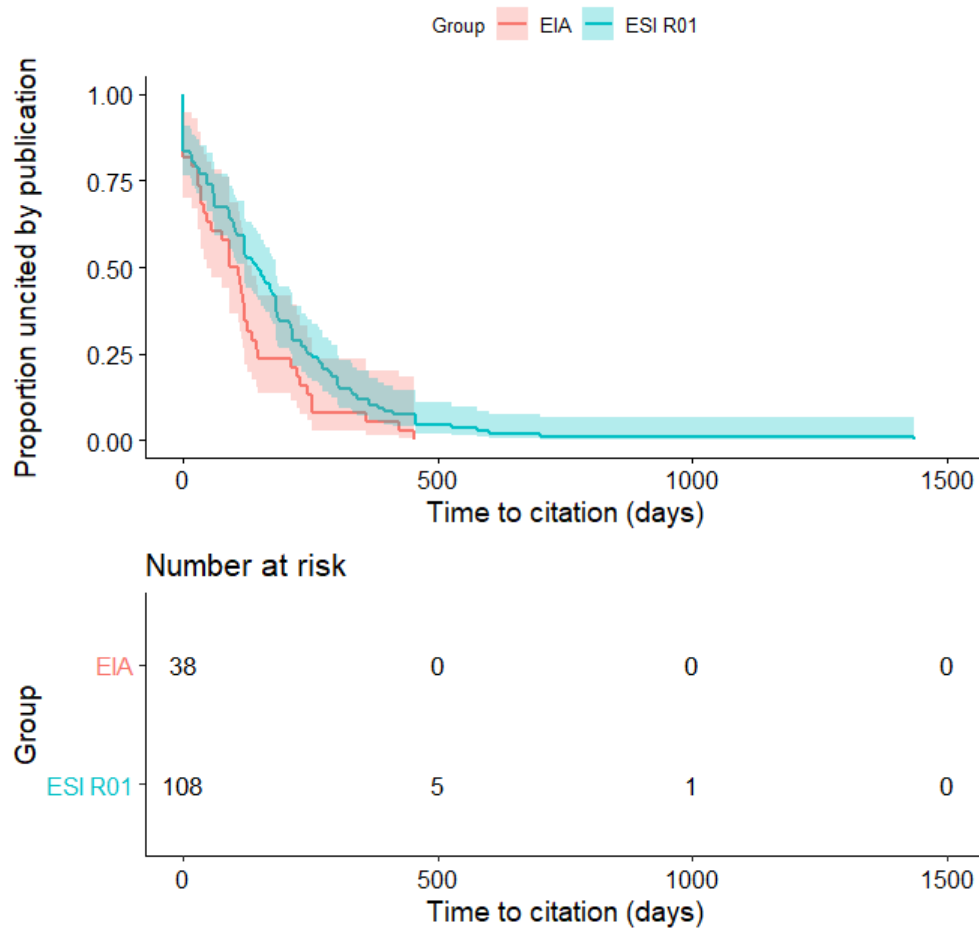 Group EIA ESI R01
Proportion uncited by publication
1.00
0.75
0.50
0.25
0.00
0 500 1000 1500
Time to citation (days)
Number at risk
Group
EIA 38 0 0 0
ESI R01 108 5 1 0
0 500 1000 1500
Time to citation (days)